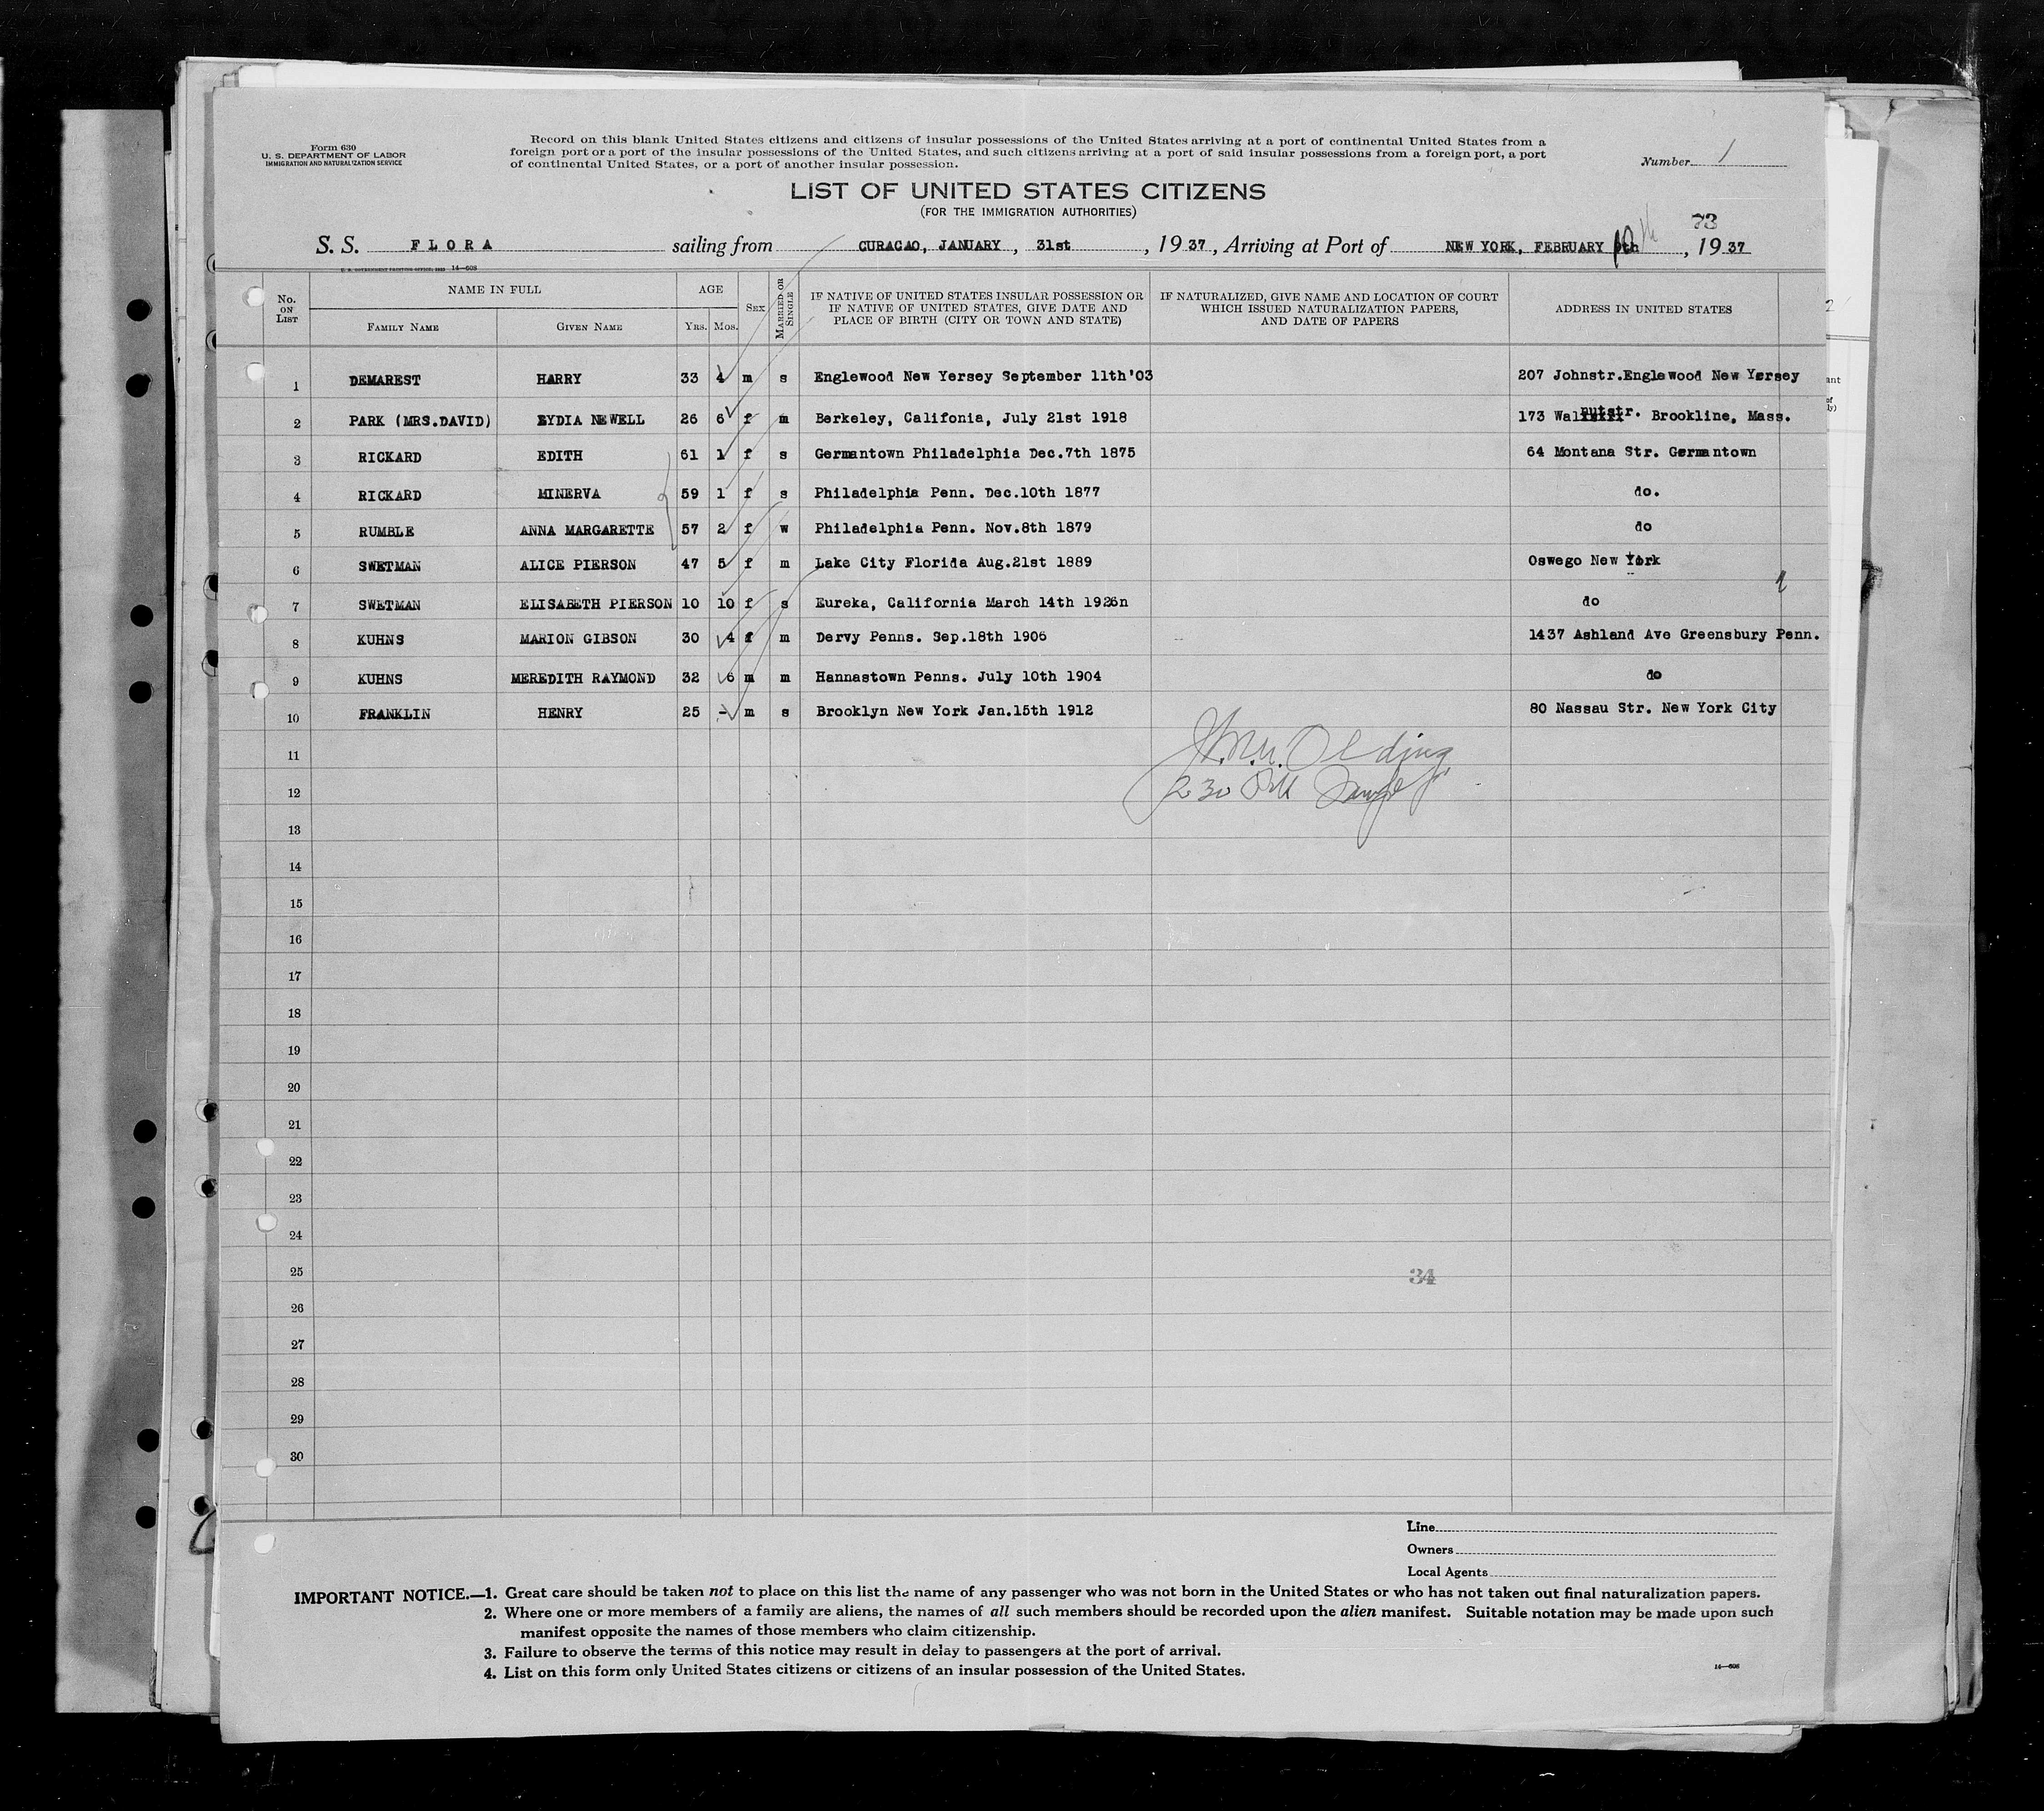 Form 630
U. S. DEPARTMENT OF LABOR
IMMIGRATION AND NATURALIZATION SERVICE
Record on this blank United States citizens and citizens of insular possessions of the United States arriving at a port of continental United States from a
foreign port or a port of the insular possessions of the United States, and such citizens arriving at a port of said insular possessions from a foreign port, a port
of continental United States, or a port of another insular possession.
Number 1
LIST OF UNITED STATES CITIZENS
(FOR THE IMMIGRATION AUTHORITIES)
73
S. S. FLORA sailing from CURACAO, JANUARY, 31st, 19 37, Arriving at Port of NEW YORK, FEBRUARY 10th, 19 37
U. S. GOVERNMENT PRINTING OFFICE: 14—608
No. ON LIST
NAME IN FULL
FAMILY NAME
GIVEN NAME
AGE
YRS. MOS.
SEX
MARRIED OR SINGLE
IF NATIVE OF UNITED STATES INSULAR POSSESSION OR
IF NATIVE OF UNITED STATES, GIVE DATE AND
PLACE OF BIRTH (CITY OR TOWN AND STATE)
IF NATURALIZED, GIVE NAME AND LOCATION OF COURT
WHICH ISSUED NATURALIZATION PAPERS,
AND DATE OF PAPERS
ADDRESS IN UNITED STATES
1 DEMAREST HARRY 33 4 m s Englewood New Yersey September 11th'03 207 Johnstr.Englewood New Yersey
2 PARK (MRS.DAVID) LYDIA NEWELL 26 6 f m Berkeley, Califonia, July 21st 1918 173 Walnutstr. Brookline, Mass.
3 RICKARD EDITH 61 1 f s Germantown Philadelphia Dec.7th 1875 64 Montana Str. Germantown
4 RICKARD MINERVA 59 1 f s Philadelphia Penn. Dec.10th 1877 do.
5 RUMBLE ANNA MARGARETTE 57 2 f w Philadelphia Penn. Nov.8th 1879 do
6 SWETMAN ALICE PIERSON 47 5 f m Lake City Florida Aug.21st 1889 Oswego New York
7 SWETMAN ELISABETH PIERSON 10 10 f s Eureka, California March 14th 1926n do
8 KUHNS MARION GIBSON 30 4 f m Dervy Penns. Sep.18th 1906 1437 Ashland Ave Greensbury Penn.
9 KUHNS MEREDITH RAYMOND 32 6 m m Hannastown Penns. July 10th 1904 do
10 FRANKLIN HENRY 25 - m s Brooklyn New York Jan.15th 1912 80 Nassau Str. New York City
11
12
13
14
15
16
17
18
19
20
21
22
23
24
25
34
26
27
28
29
30
Line
Owners
Local Agents
IMPORTANT NOTICE.—1. Great care should be taken not to place on this list the name of any passenger who was not born in the United States or who has not taken out final naturalization papers.
2. Where one or more members of a family are aliens, the names of all such members should be recorded upon the alien manifest. Suitable notation may be made upon such
manifest opposite the names of those members who claim citizenship.
3. Failure to observe the terms of this notice may result in delay to passengers at the port of arrival.
4. List on this form only United States citizens or citizens of an insular possession of the United States.
14—608